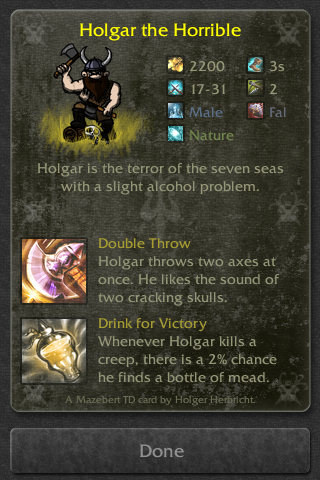 Holgar the Horrible
2200 3s
17-31 2
Male Fal
Nature
Holgar is the terror of the seven seas
with a slight alcohol problem.
Double Throw
Holgar throws two axes at
once. He likes the sound of
two cracking skulls.
Drink for Victory
Whenever Holgar kills a
creep, there is a 2% chance
he finds a bottle of mead.
A Mazebert TD card by Holger Herbricht.
Done